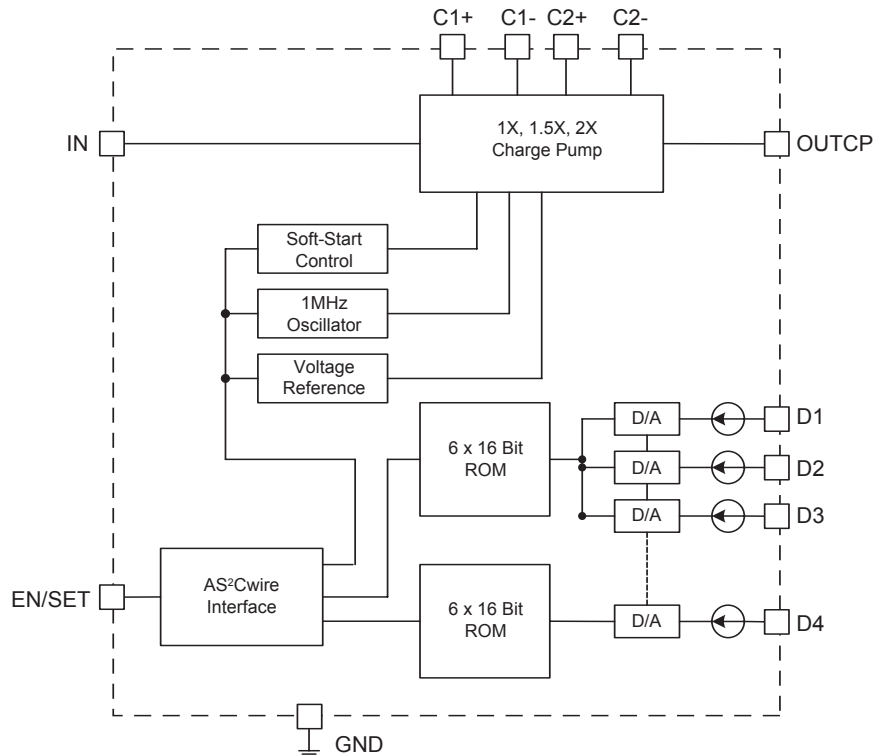 C1+ C1- C2+ C2-
IN
1X, 1.5X, 2X
Charge Pump
OUTCP
Soft-Start
Control
1MHz
Oscillator
Voltage
Reference
6 x 16 Bit
ROM
D/A
D1
D/A
D2
D/A
D3
EN/SET
AS²Cwire
Interface
6 x 16 Bit
ROM
D/A
D4
GND